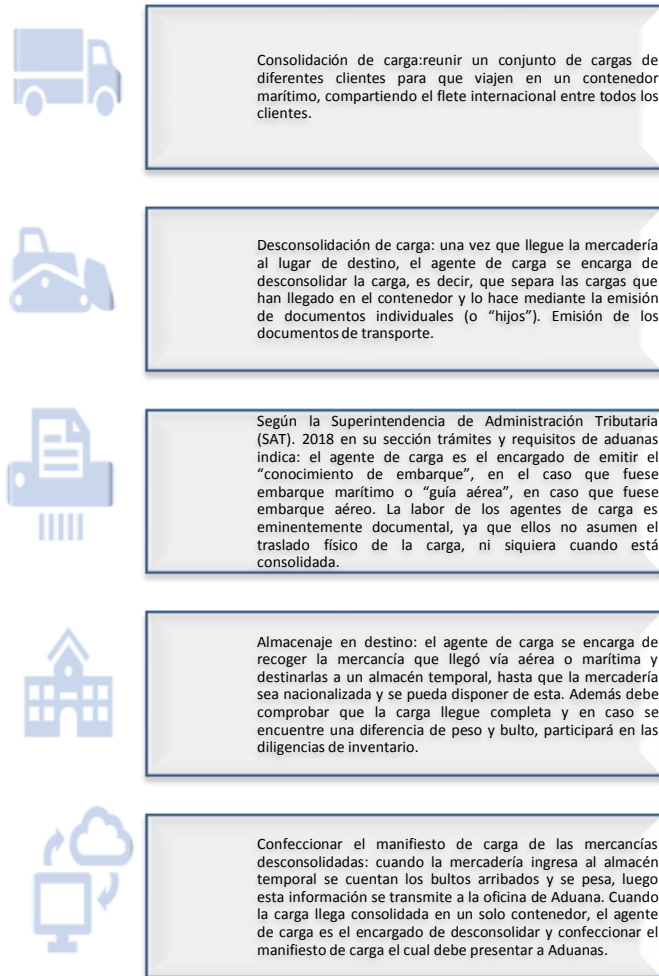 Consolidación de carga:reunir un conjunto de cargas de
diferentes clientes para que viajen en un contenedor
marítimo, compartiendo el flete internacional entre todos los
clientes.
Desconsolidación de carga: una vez que llegue la mercadería
al lugar de destino, el agente de carga se encarga de
desconsolidar la carga, es decir, que separa las cargas que
han llegado en el contenedor y lo hace mediante la emisión
de documentos individuales (o “hijos”). Emisión de los
documentos de transporte.
Según la Superintendencia de Administración Tributaria
(SAT). 2018 en su sección trámites y requisitos de aduanas
indica: el agente de carga es el encargado de emitir el
“conocimiento de embarque”, en el caso que fuese
embarque marítimo o “guía aérea”, en caso que fuese
embarque aéreo. La labor de los agentes de carga es
eminentemente documental, ya que ellos no asumen el
traslado físico de la carga, ni siquiera cuando está
consolidada.
Almacenaje en destino: el agente de carga se encarga de
recoger la mercancía que llegó vía aérea o marítima y
destinarlas a un almacén temporal, hasta que la mercadería
sea nacionalizada y se pueda disponer de esta. Además debe
comprobar que la carga llegue completa y en caso se
encuentre una diferencia de peso y bulto, participará en las
diligencias de inventario.
Confeccionar el manifiesto de carga de las mercancías
desconsolidadas: cuando la mercadería ingresa al almacén
temporal se cuentan los bultos arribados y se pesa, luego
esta información se transmite a la oficina de Aduana. Cuando
la carga llega consolidada en un solo contenedor, el agente
de carga es el encargado de desconsolidar y confeccionar el
manifiesto de carga el cual debe presentar a Aduanas.